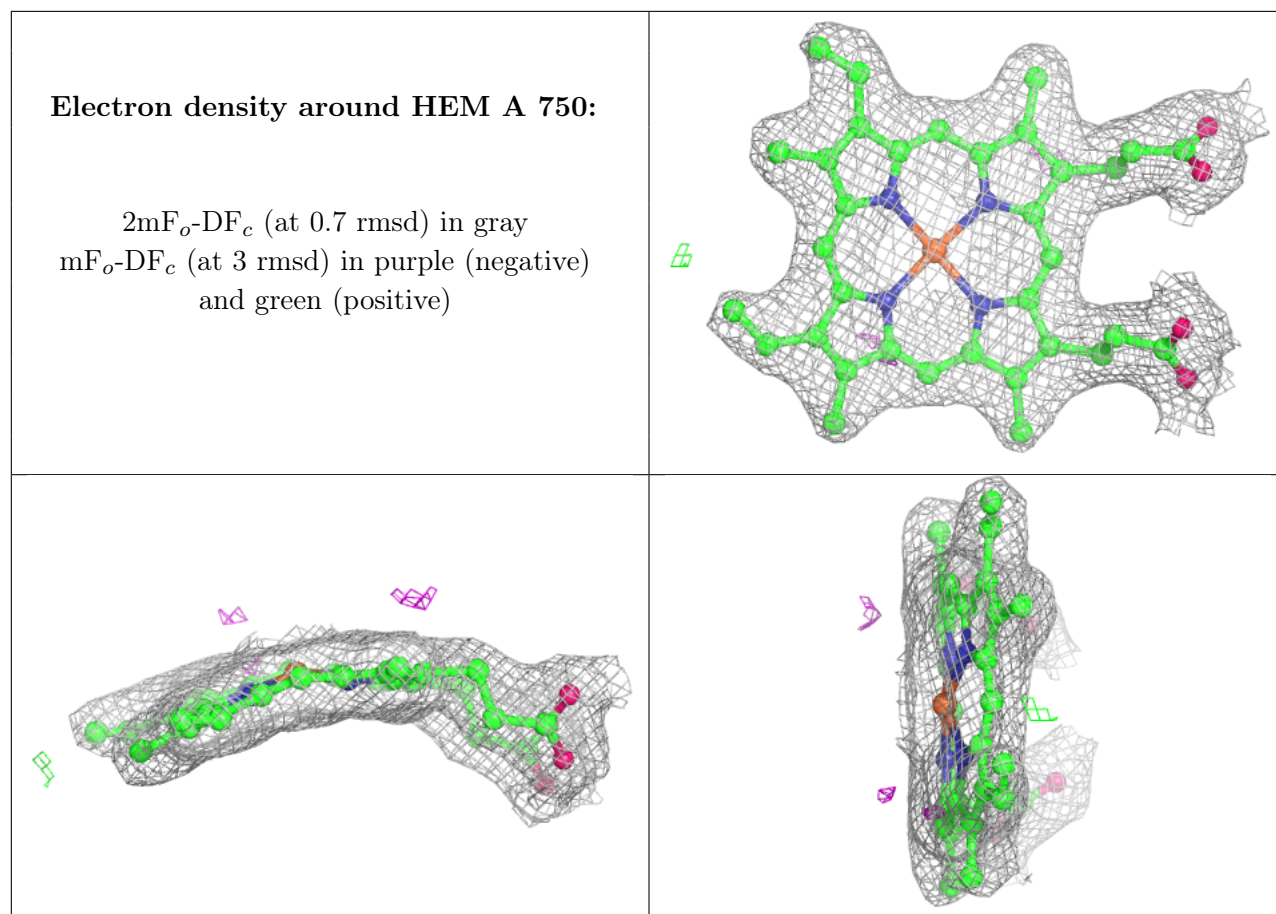 Electron density around HEM A 750:
2mFo-DFc (at 0.7 rmsd) in gray
mFo-DFc (at 3 rmsd) in purple (negative)
and green (positive)